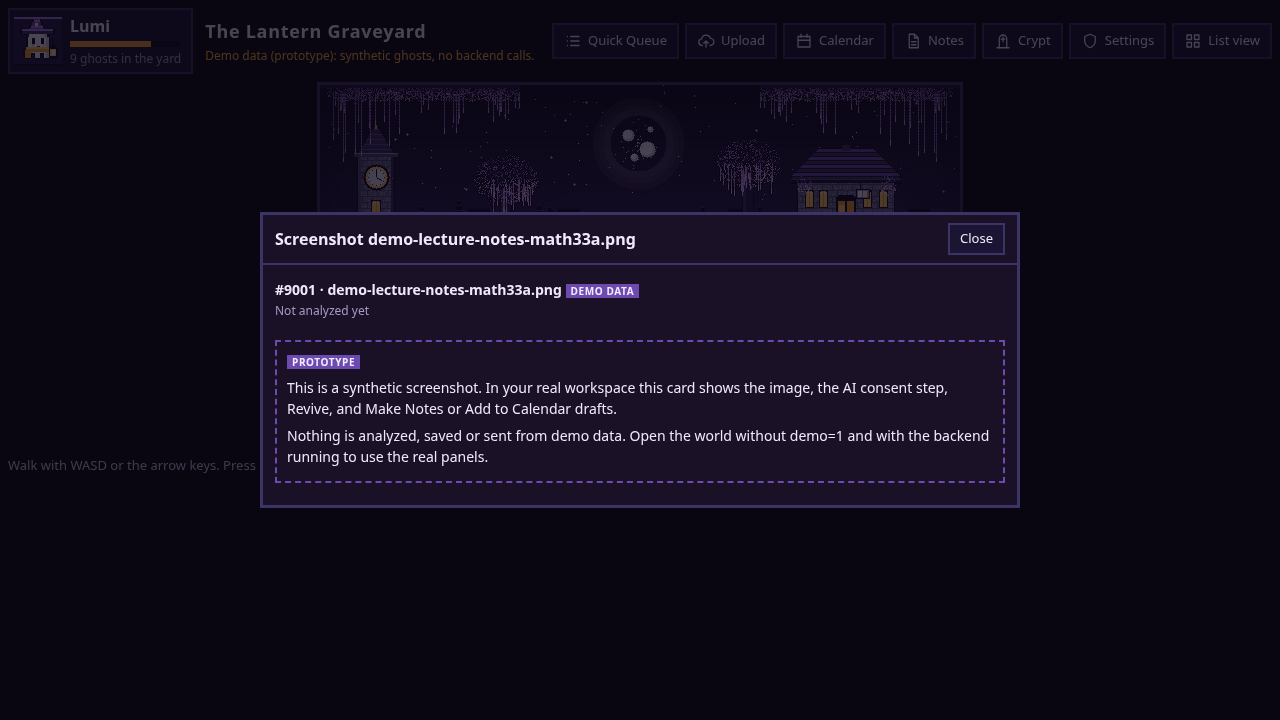 Lumi
9 ghosts in the yard
The Lantern Graveyard
Demo data (prototype): synthetic ghosts, no backend calls.
Quick Queue
Upload
Calendar
Notes
Crypt
Settings
List view
Screenshot demo-lecture-notes-math33a.png
Close
#9001 · demo-lecture-notes-math33a.png DEMO DATA
Not analyzed yet
PROTOTYPE
This is a synthetic screenshot. In your real workspace this card shows the image, the AI consent step,
Revive, and Make Notes or Add to Calendar drafts.
Nothing is analyzed, saved or sent from demo data. Open the world without demo=1 and with the backend
running to use the real panels.
Walk with WASD or the arrow keys. Press